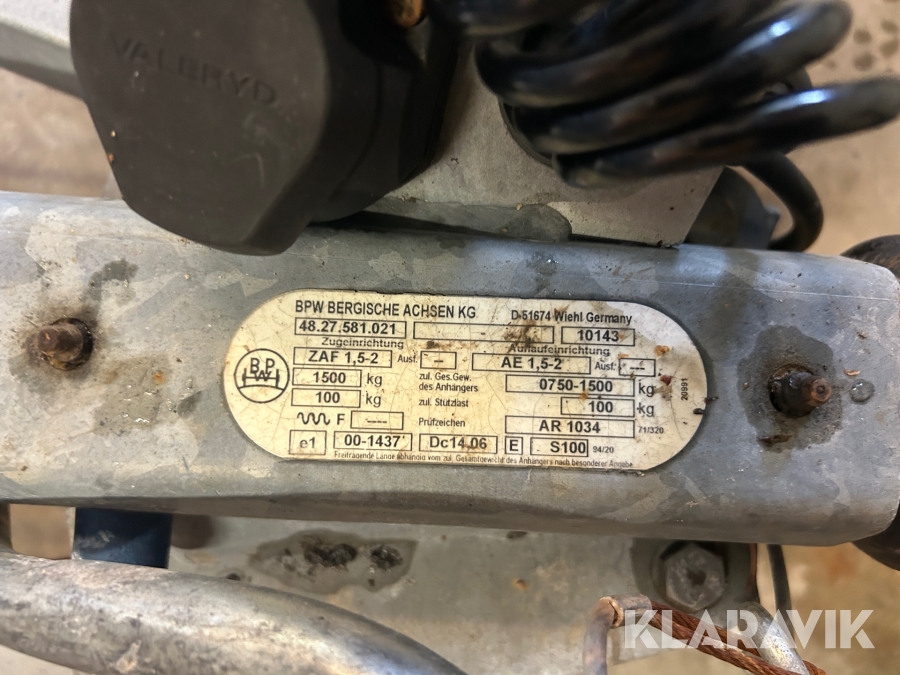 VALERYD
BPW BERGISCHE ACHSEN KG D-51674 Wiehl Germany
48.27.581.021 - - 10143
Zugeinrichtung Auflaufeinrichtung
ZAF 1,5-2 Ausf. -- AE 1,5-2 Ausf. ---
BPW
1500 kg zul. Ges.Gew. des Anhängers 0750-1500 kg
100 kg zul. Stützlast 100 kg
F ---- Prüfzeichen AR 1034 71/320
e1 00-1437 Dc14.06 E S100 94/20
Freitragende Länge abhängig vom zul. Gesamtgewicht des Anhängers nach besonderer Angabe
20991
KLARAVIK